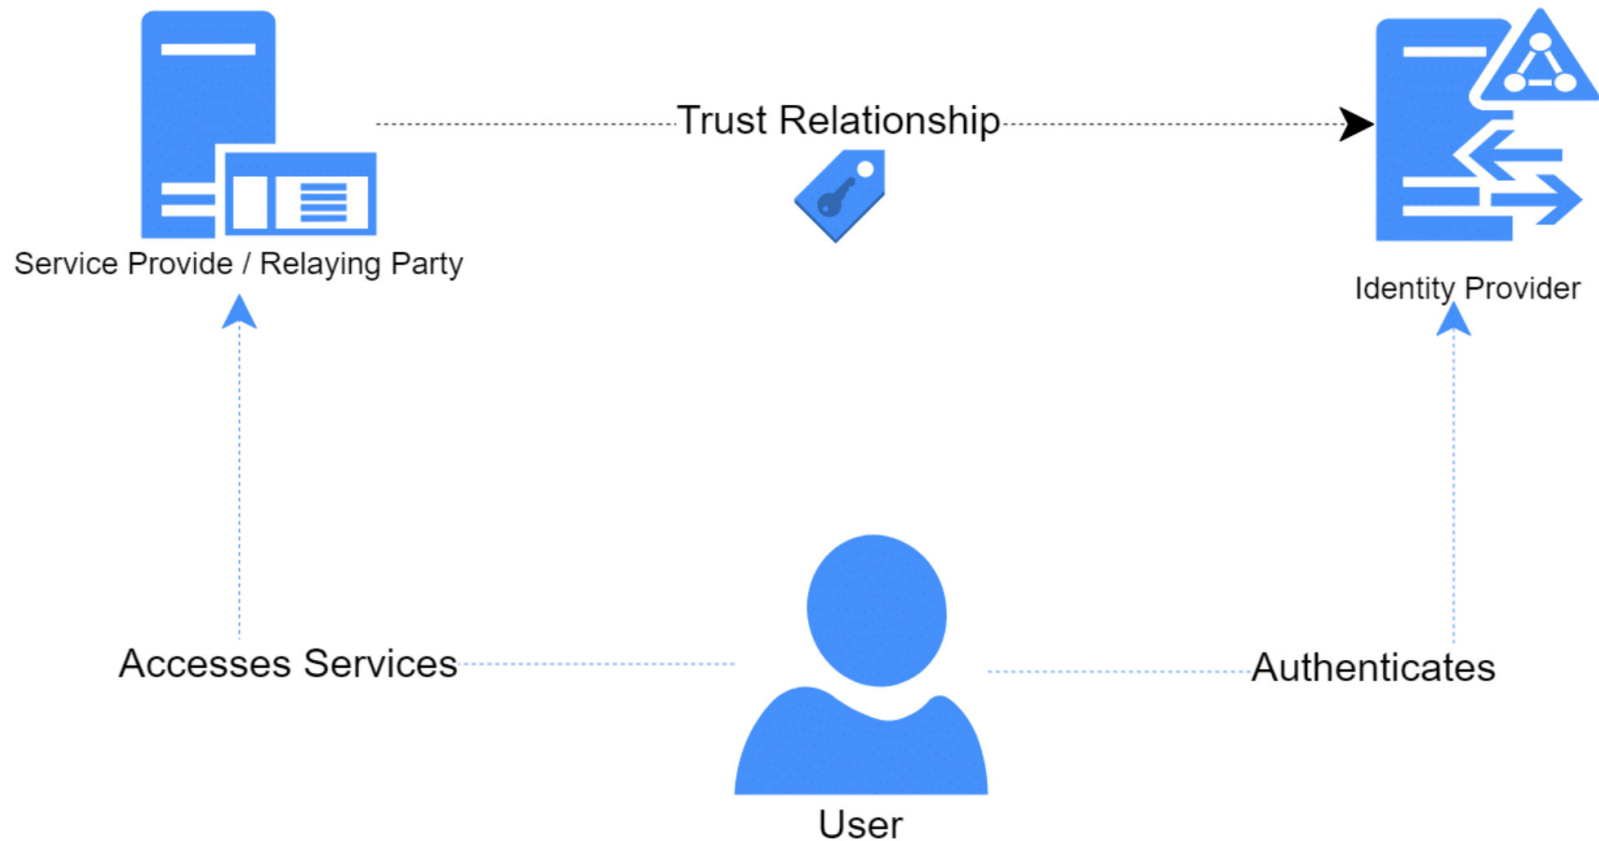 Trust Relationship
Service Provide / Relaying Party
Identity Provider
Accesses Services
Authenticates
User